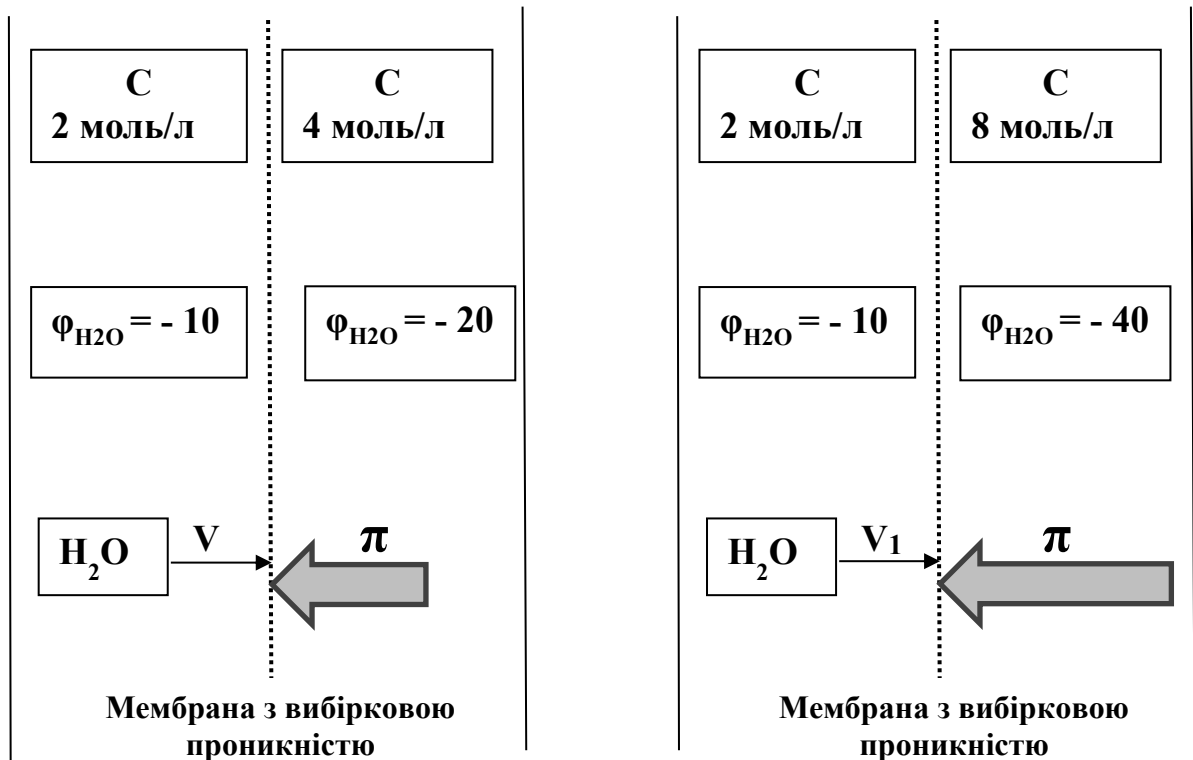 С
2 моль/л
С
4 моль/л
φH2O = - 10
φH2O = - 20
H2O
V
π
Мембрана з вибірковою
проникністю
С
2 моль/л
С
8 моль/л
φH2O = - 10
φH2O = - 40
H2O
V1
π
Мембрана з вибірковою
проникністю